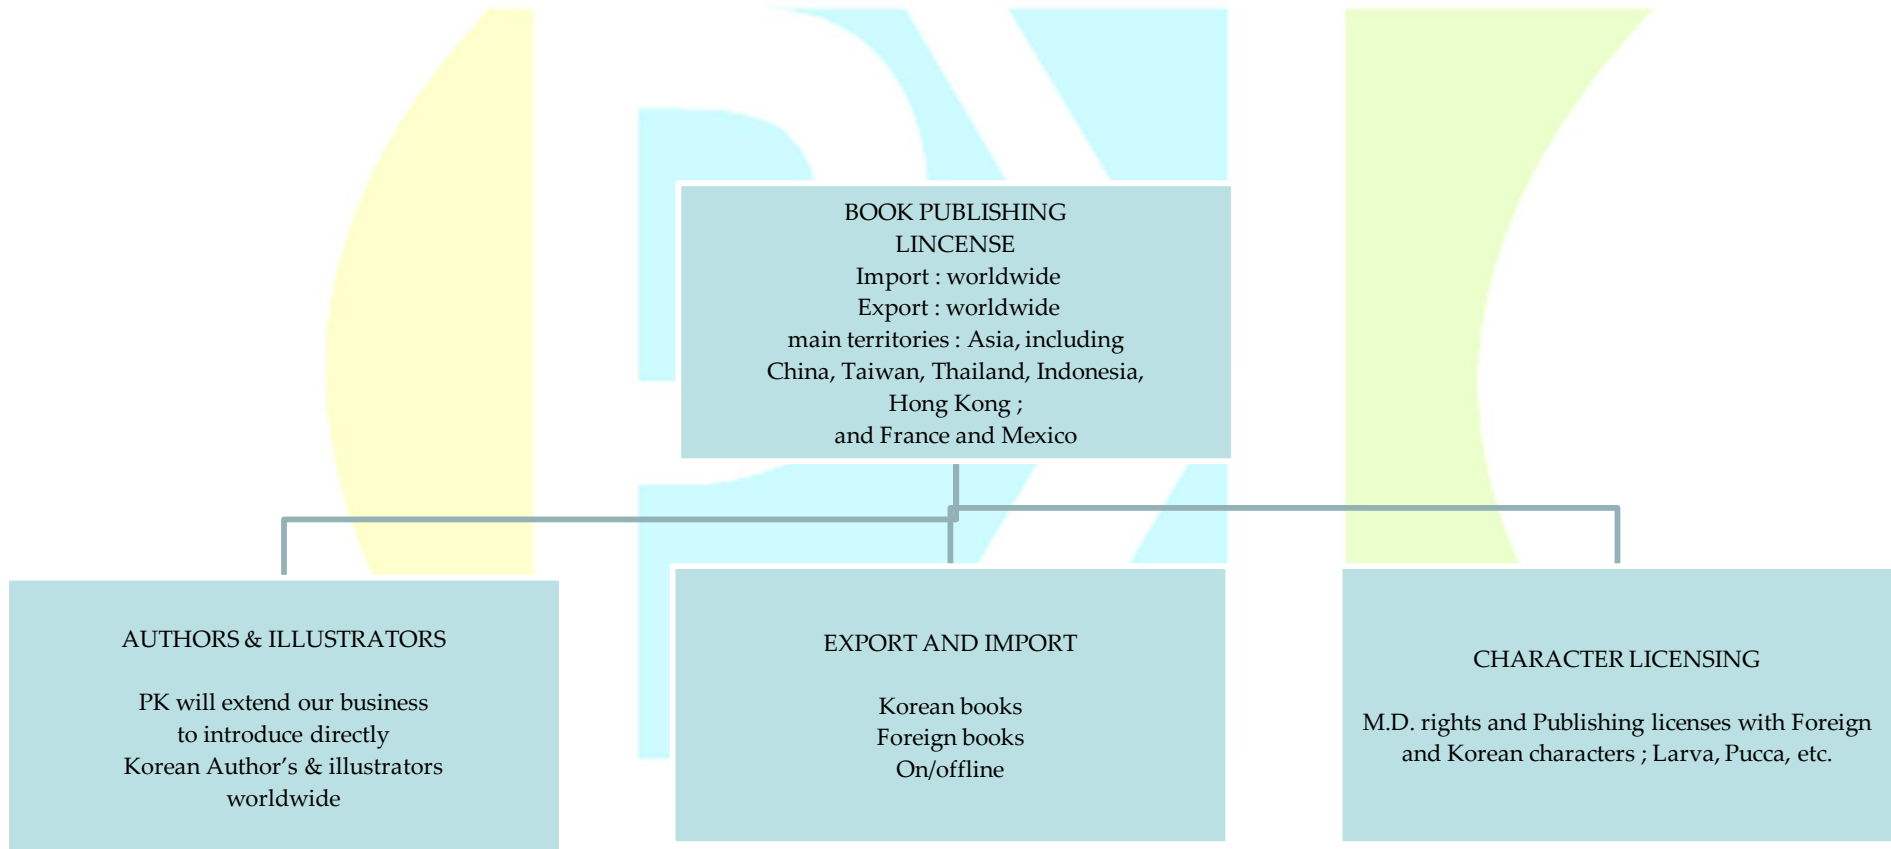 BOOK PUBLISHING
LINCENSE
Import : worldwide
Export : worldwide
main territories : Asia, including
China, Taiwan, Thailand, Indonesia,
Hong Kong ;
and France and Mexico
AUTHORS & ILLUSTRATORS
PK will extend our business
to introduce directly
Korean Author’s & illustrators
worldwide
EXPORT AND IMPORT
Korean books
Foreign books
On/offline
CHARACTER LICENSING
M.D. rights and Publishing licenses with Foreign
and Korean characters ; Larva, Pucca, etc.